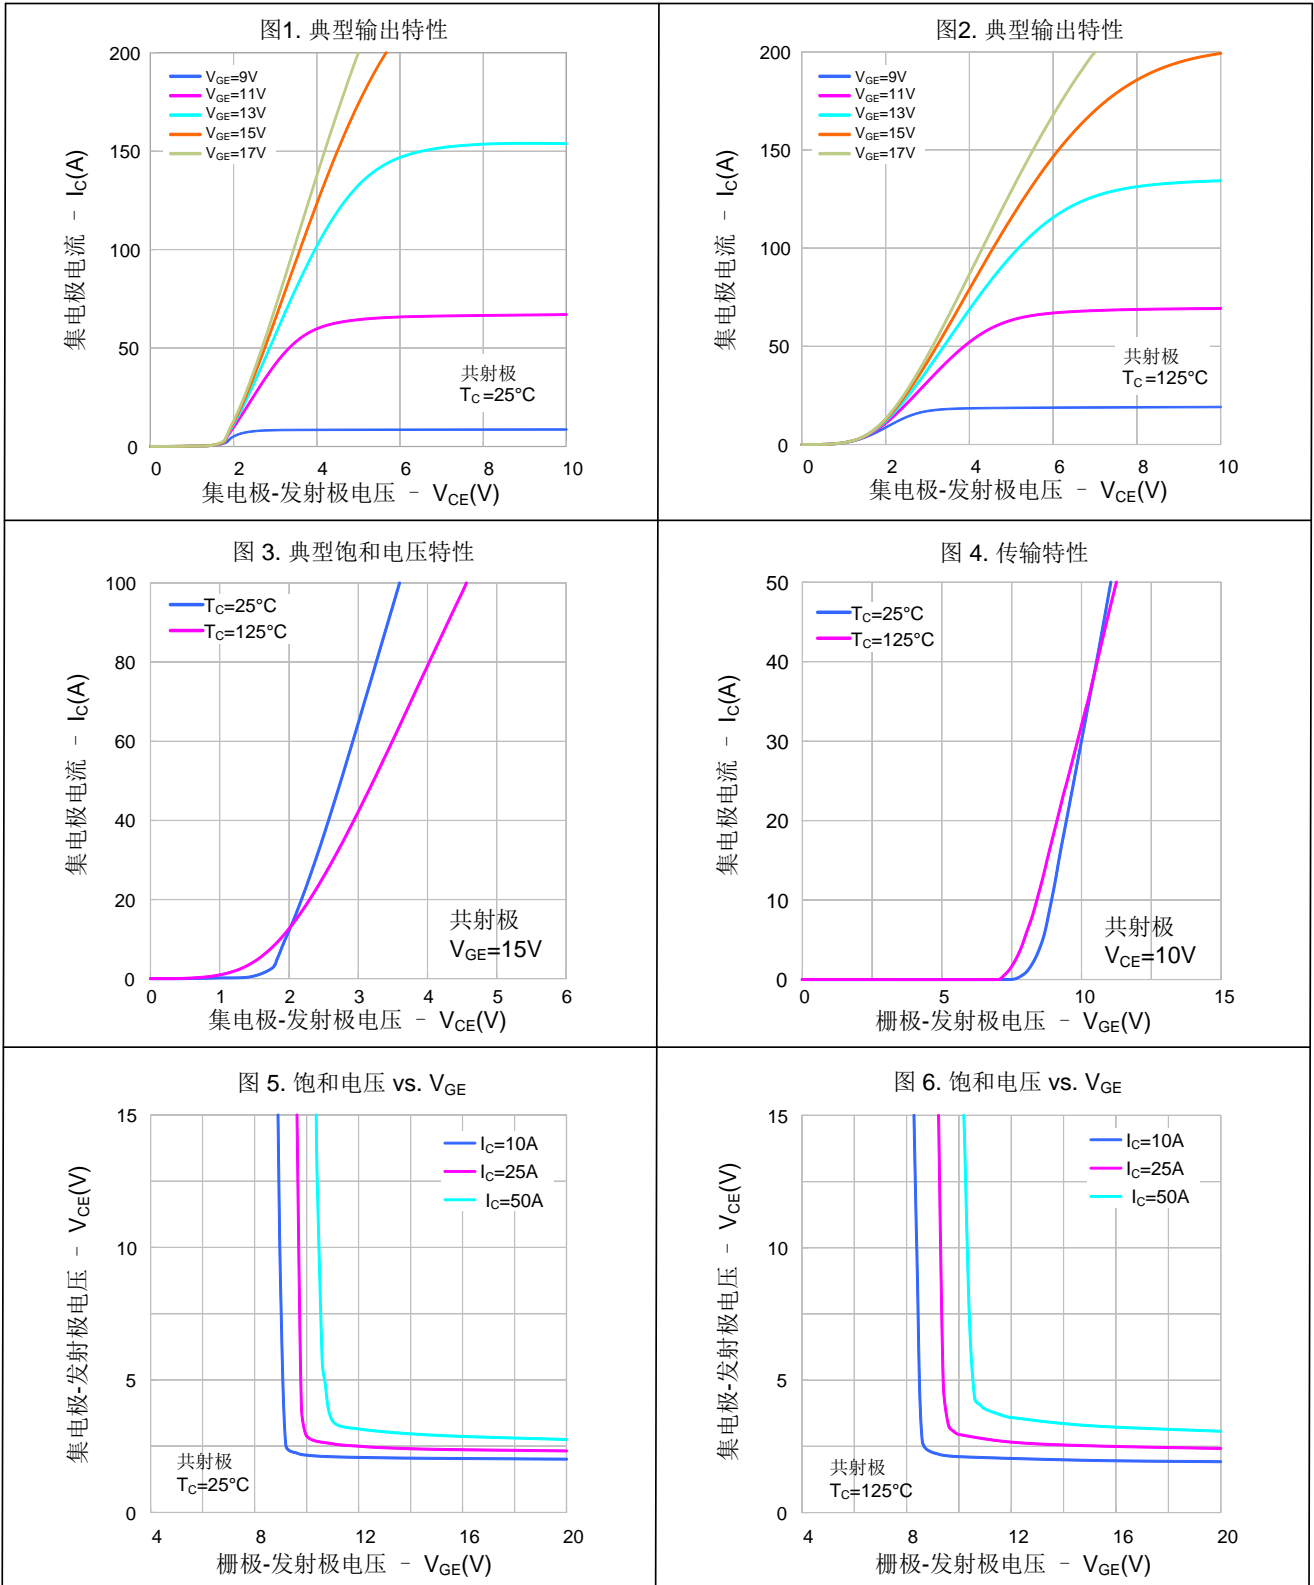 图1. 典型输出特性
200
150
100
50
0
集电极电流 － IC(A)
VGE=9V
VGE=11V
VGE=13V
VGE=15V
VGE=17V
共射极
TC=25°C
0 2 4 6 8 10
集电极-发射极电压 － VCE(V)
图2. 典型输出特性
200
150
100
50
0
集电极电流 － IC(A)
VGE=9V
VGE=11V
VGE=13V
VGE=15V
VGE=17V
共射极
TC=125°C
0 2 4 6 8 10
集电极-发射极电压 － VCE(V)
图 3. 典型饱和电压特性
100
80
60
40
20
0
集电极电流 － IC(A)
TC=25°C
TC=125°C
共射极
VGE=15V
0 1 2 3 4 5 6
集电极-发射极电压 － VCE(V)
图 4. 传输特性
50
40
30
20
10
0
集电极电流 － IC(A)
TC=25°C
TC=125°C
共射极
VCE=10V
0 5 10 15
栅极-发射极电压 － VGE(V)
图 5. 饱和电压 vs. VGE
15
10
5
0
集电极-发射极电压 － VCE(V)
IC=10A
IC=25A
IC=50A
共射极
TC=25°C
4 8 12 16 20
栅极-发射极电压 － VGE(V)
图 6. 饱和电压 vs. VGE
15
10
5
0
集电极-发射极电压 － VCE(V)
IC=10A
IC=25A
IC=50A
共射极
TC=125°C
4 8 12 16 20
栅极-发射极电压 － VGE(V)